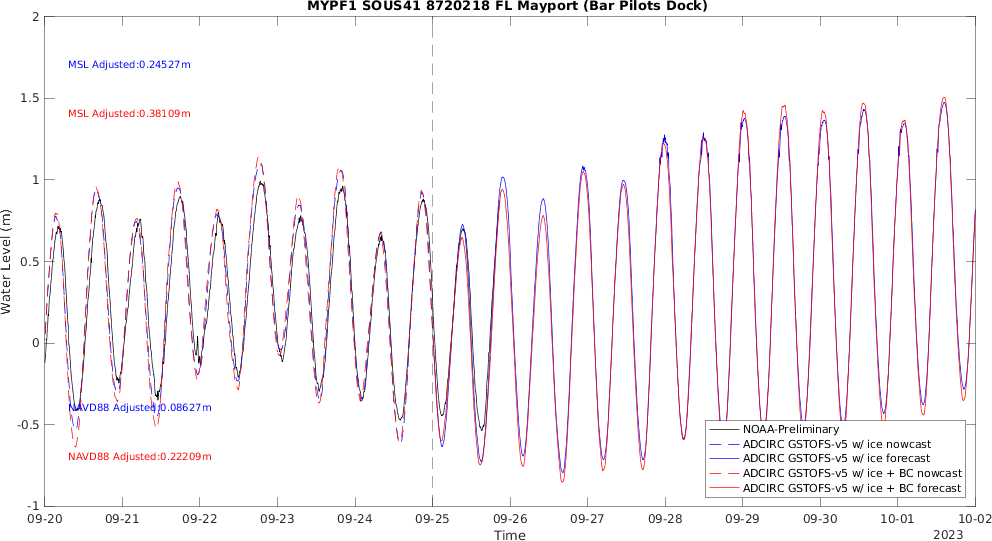 MYPF1 SOUS41 8720218 FL Mayport (Bar Pilots Dock)
2
1.5
1
0.5
0
-0.5
-1
Water Level (m)
MSL Adjusted:0.24527m
MSL Adjusted:0.38109m
NAVD88 Adjusted:0.08627m
NAVD88 Adjusted:0.22209m
NOAA-Preliminary
ADCIRC GSTOFS-v5 w/ ice nowcast
ADCIRC GSTOFS-v5 w/ ice forecast
ADCIRC GSTOFS-v5 w/ ice + BC nowcast
ADCIRC GSTOFS-v5 w/ ice + BC forecast
09-20 09-21 09-22 09-23 09-24 09-25 09-26 09-27 09-28 09-29 09-30 10-01 10-02
Time
2023